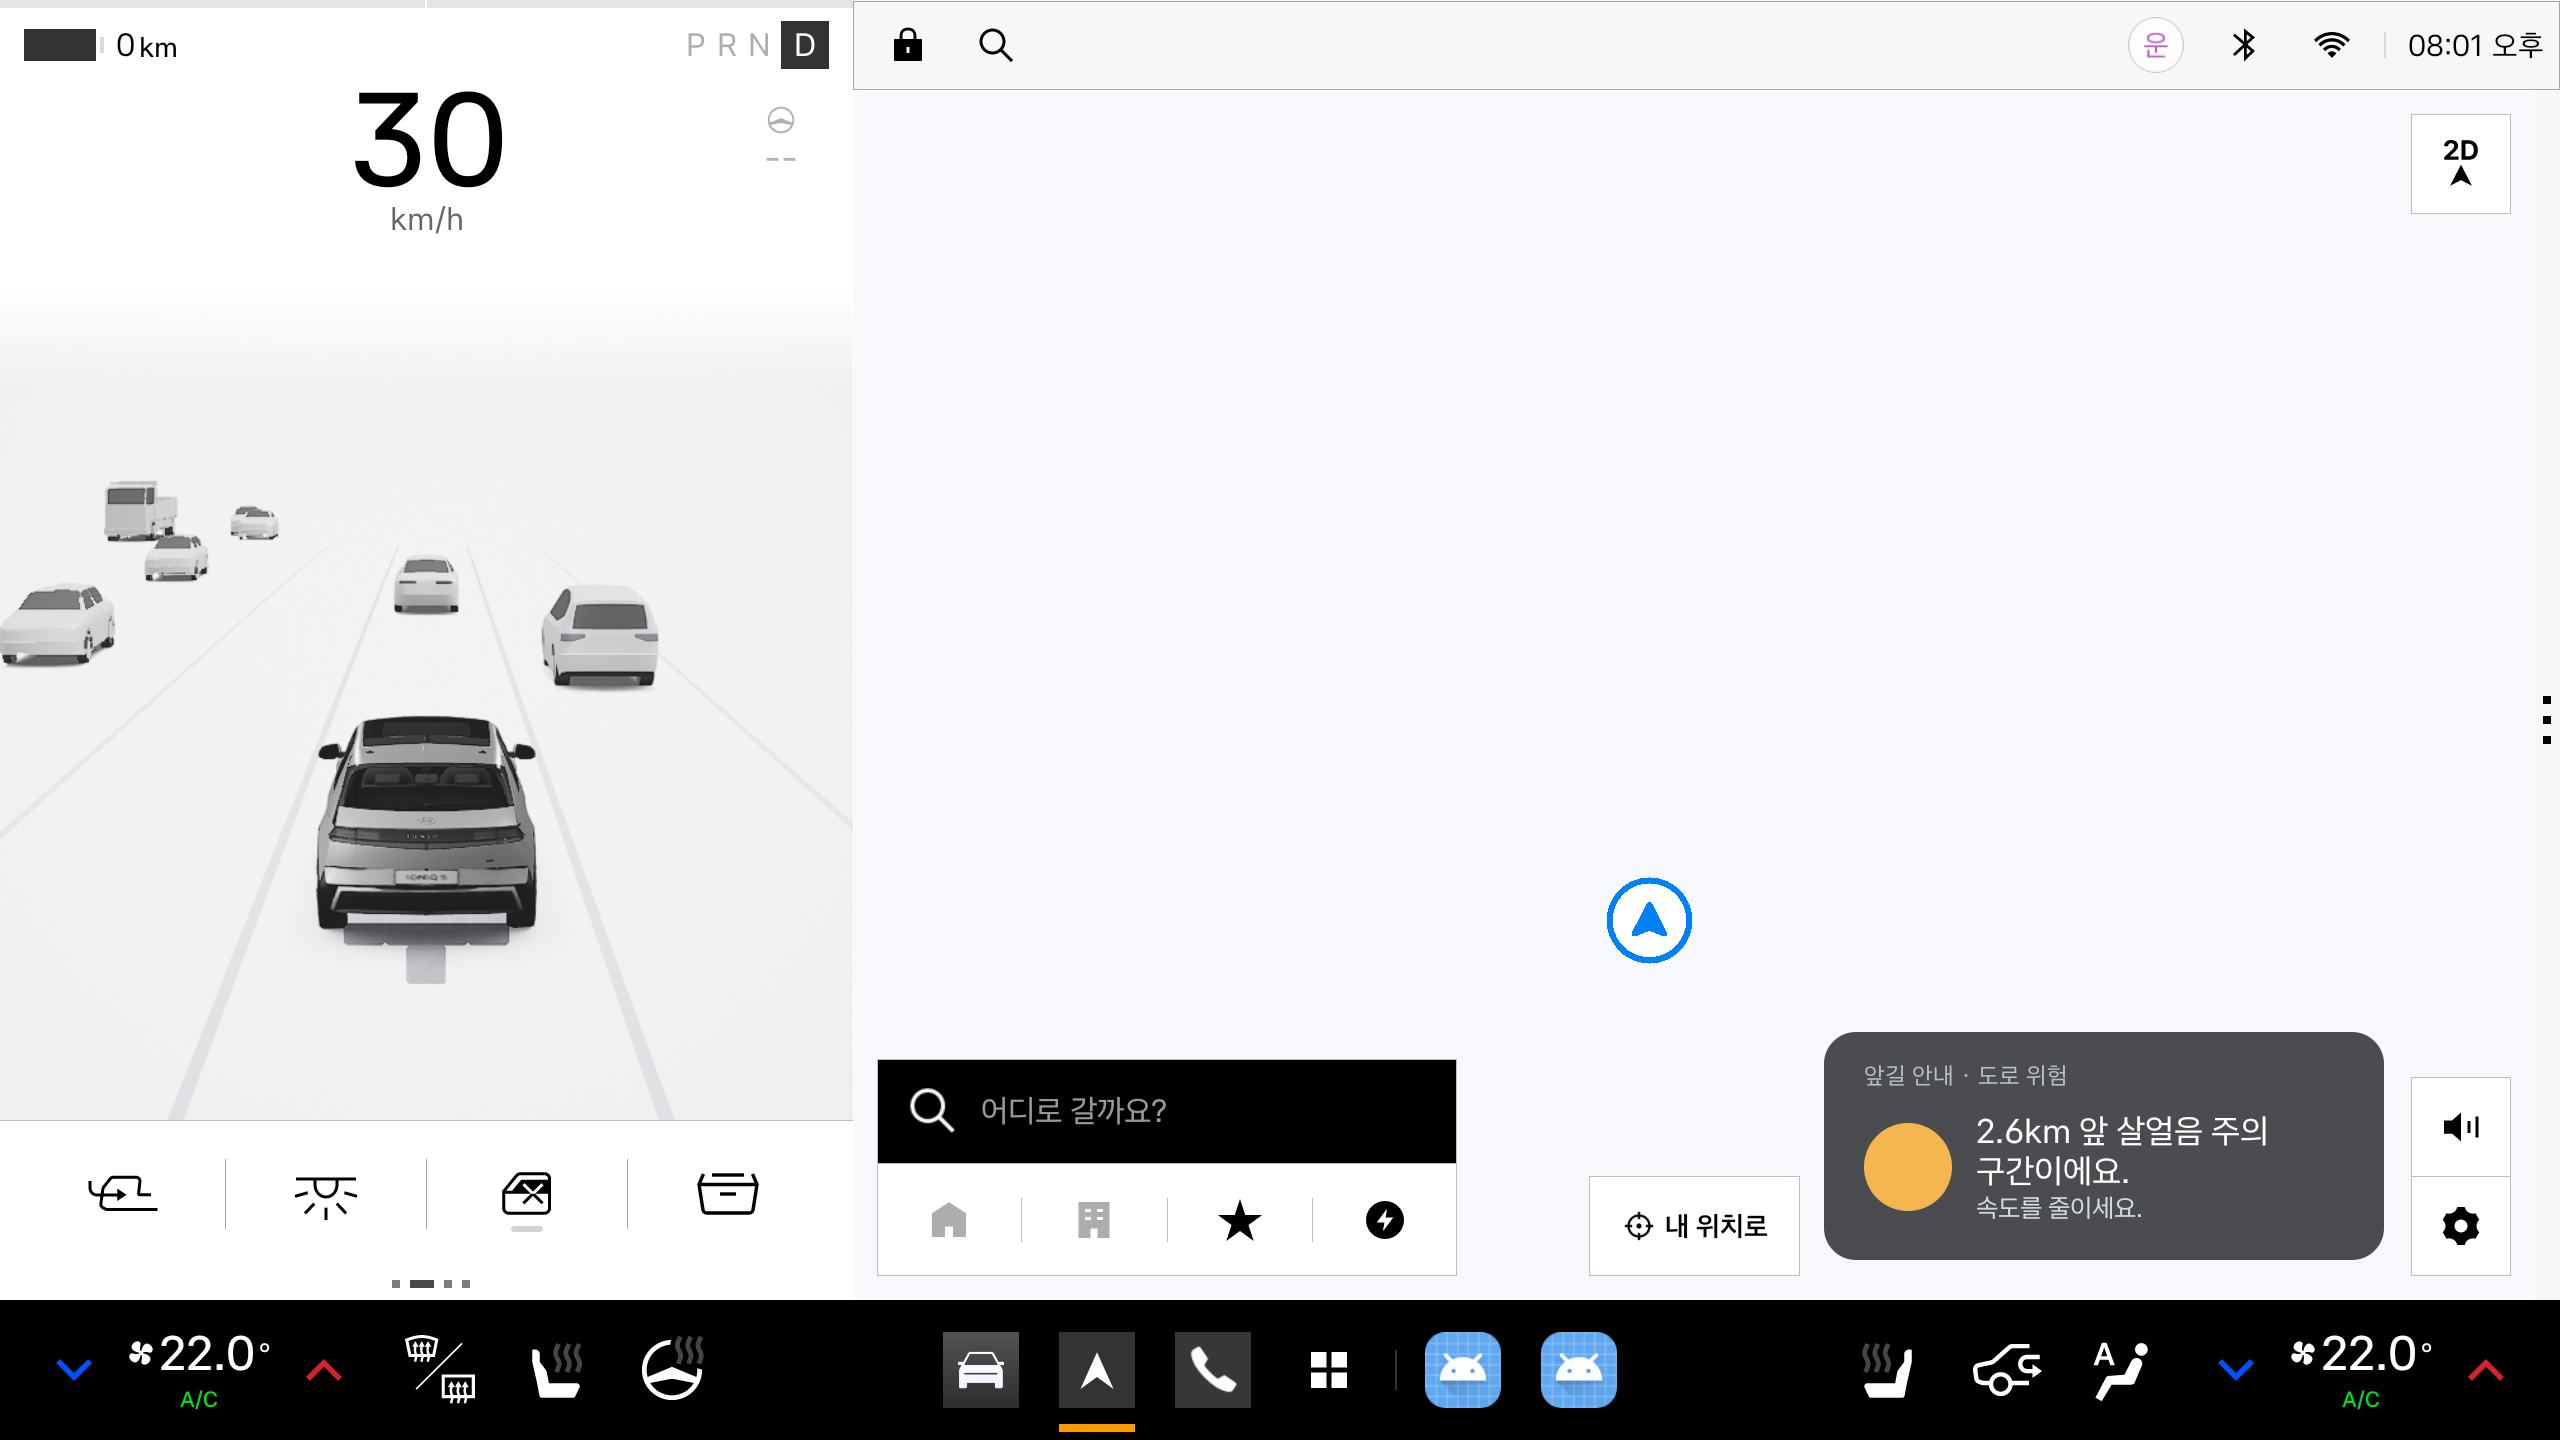 0 km
P R N D
30
km/h
--
IONIQ 5
운
08:01 오후
2D
어디로 갈까요?
내 위치로
앞길 안내 · 도로 위험
2.6km 앞 살얼음 주의
구간이에요.
속도를 줄이세요.
22.0°
A/C
A
22.0°
A/C